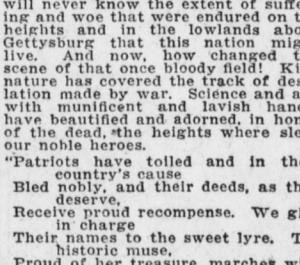 will never know the extent of suffe
ing and woe that were endured on t
heights and in the lowlands abo
Gettysburg that this nation mig
live. And now, how changed t
scene of that once bloody field! Ki
nature has covered the track of des
lation made by war. Science and a
with munificent and lavish hand
have beautified and adorned, in hon
of the dead, the heights where sle
our noble heroes.
"Patriots have toiled and in the
country's cause
Bled nobly, and their deeds, as th
deserve,
Receive proud recompense. We gi
in charge
Their names to the sweet lyre. T
historic muse,
Proud of her treasure, marches w